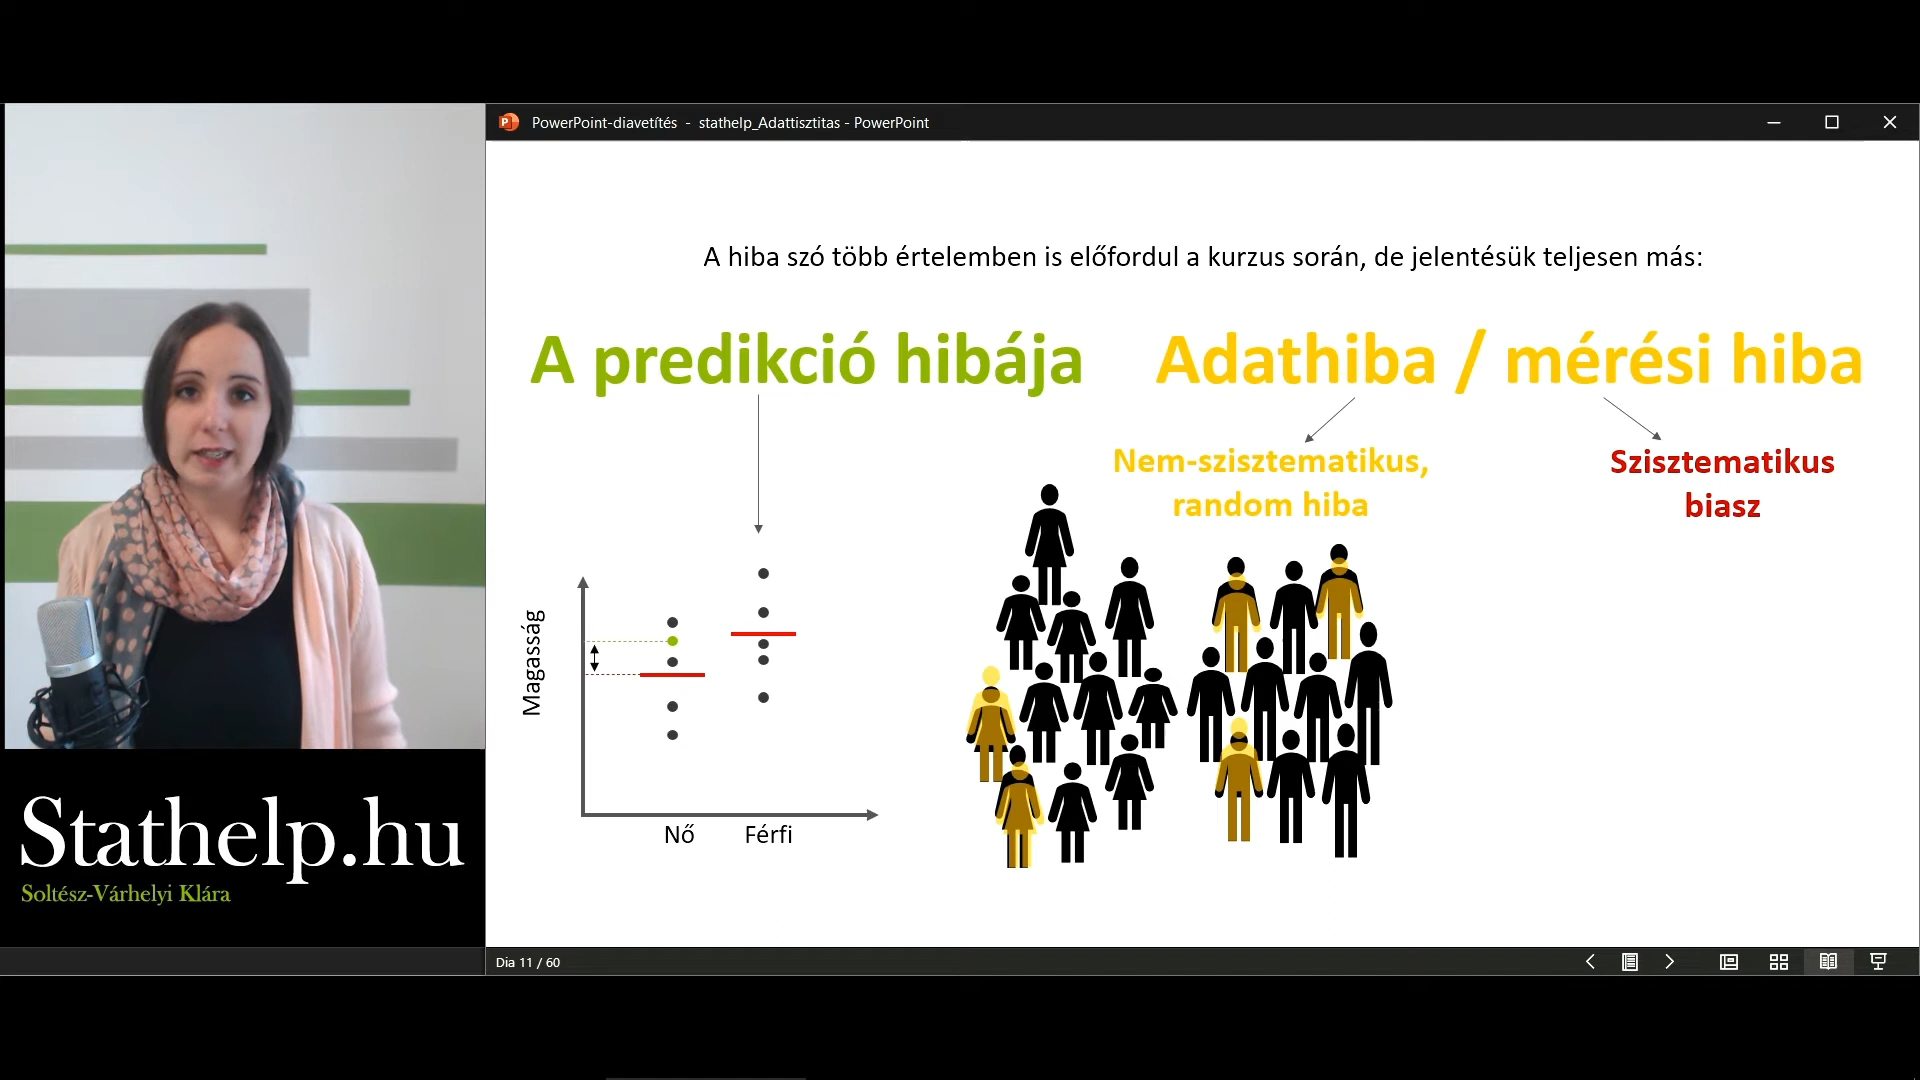 PowerPoint-diavetítés - stathelp_Adattisztitas - PowerPoint
A hiba szó több értelemben is előfordul a kurzus során, de jelentésük teljesen más:
A predikció hibája
Adathiba / mérési hiba
Nem-szisztematikus,
random hiba
Szisztematikus
biasz
Magasság
Nő
Férfi
Stathelp.hu
Soltész-Várhelyi Klára
Dia 11 / 60